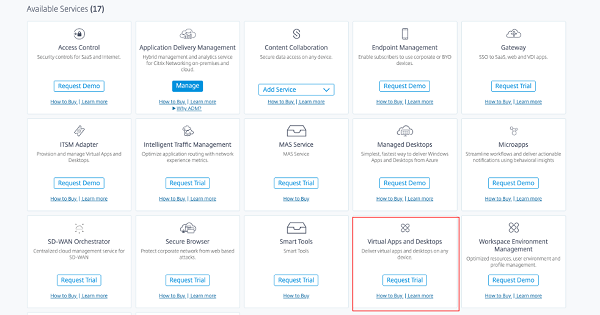 Available Services (17)
Access Control
Security controls for SaaS and Internet.
Request Demo
How to Buy | Learn more
Application Delivery Management
Hybrid management and analytics service
for Citrix Networking on-premises and
cloud.
Manage
How to Buy | Learn more
Why ADM?
Content Collaboration
Secure data access on any device.
Add Service
How to Buy | Learn more
Endpoint Management
Enable subscribers to use corporate or BYO
devices.
Request Demo
How to Buy | Learn more
Gateway
SSO to SaaS, web and VDI apps.
Request Trial
How to Buy | Learn more
ITSM Adapter
Provision and manage Virtual Apps and
Desktops.
Request Demo
How to Buy | Learn more
Intelligent Traffic Management
Optimize application routing with network
experience metrics
Request Trial
How to Buy | Learn more
MAS Service
MAS Service
Request Trial
How to Buy
Managed Desktops
Simplest, fastest way to deliver Windows
Apps and Desktops from Azure
Request Demo
How to Buy | Learn more
Microapps
Streamline workflows and deliver actionable
notifications using behavioral insights
Request Demo
How to Buy | Learn more
SD-WAN Orchestrator
Centralized cloud management service for
SD-WAN
Request Trial
How to Buy | Learn more
Secure Browser
Protect corporate network from web based
attacks.
Request Trial
How to Buy | Learn more
Smart Tools
Smart Tools
Request Trial
How to Buy
Virtual Apps and Desktops
Deliver virtual apps and desktops on any
device.
Request Trial
How to Buy | Learn more
Workspace Environment
Management
Optimized resources, user environment and
profile management.
Request Demo
How to Buy | Learn more